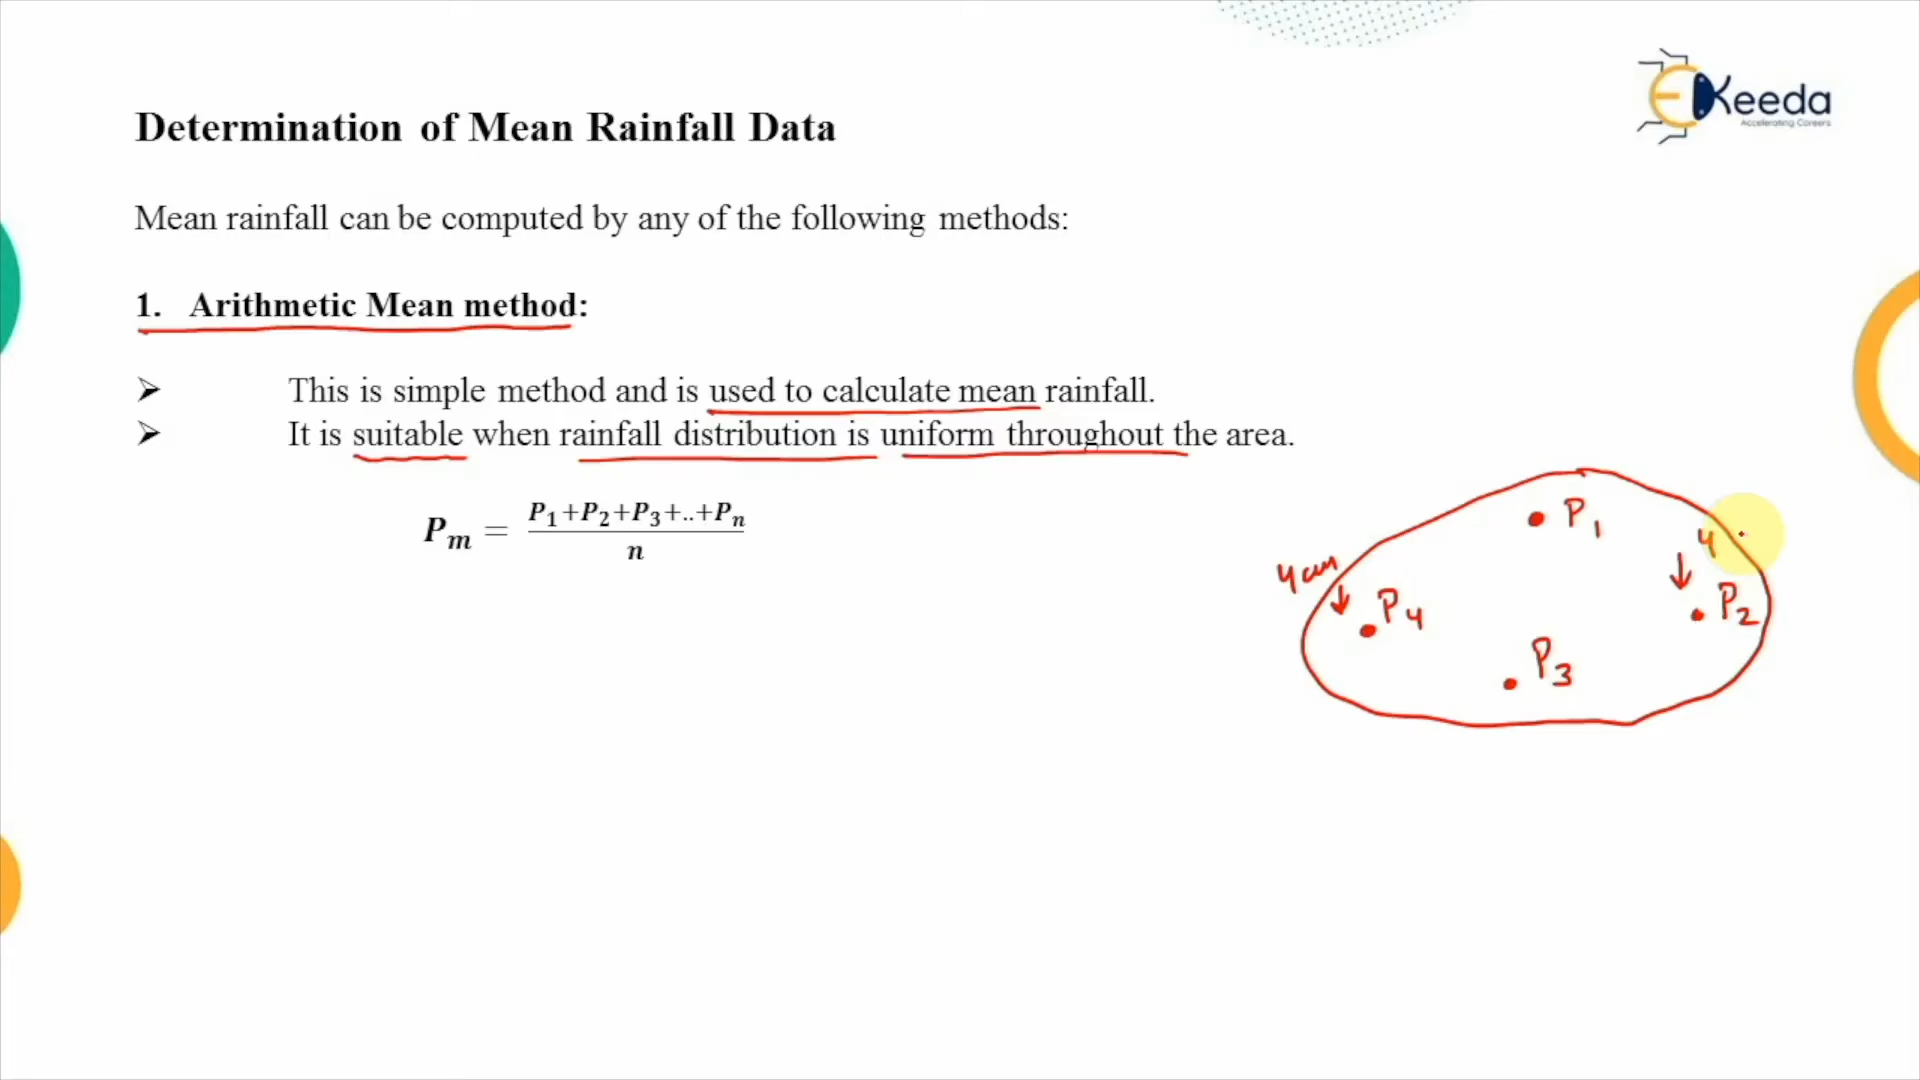 Keeda
Accelerating Careers
Determination of Mean Rainfall Data
Mean rainfall can be computed by any of the following methods:
1. Arithmetic Mean method:
➢ This is simple method and is used to calculate mean rainfall.
➢ It is suitable when rainfall distribution is uniform throughout the area.
Pm = P1+P2+P3+..+Pn / n
P1
4
4cm
P4
P2
P3